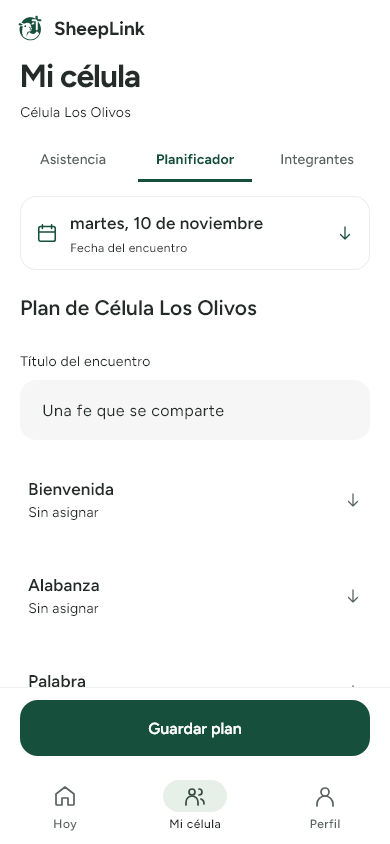 SheepLink
Mi célula
Célula Los Olivos
Asistencia
Planificador
Integrantes
martes, 10 de noviembre
Fecha del encuentro
Plan de Célula Los Olivos
Título del encuentro
Una fe que se comparte
Bienvenida
Sin asignar
Alabanza
Sin asignar
Palabra
Guardar plan
Hoy
Mi célula
Perfil